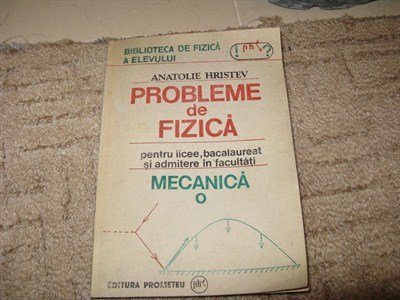 BIBLIOTECA DE FIZICĂ
A ELEVULUI
! phi ?
ANATOLIE HRISTEV
PROBLEME
de
FIZICĂ
pentru licee, bacalaureat
și admitere în facultăți
MECANICĂ
O
EDITURA PROMETEU